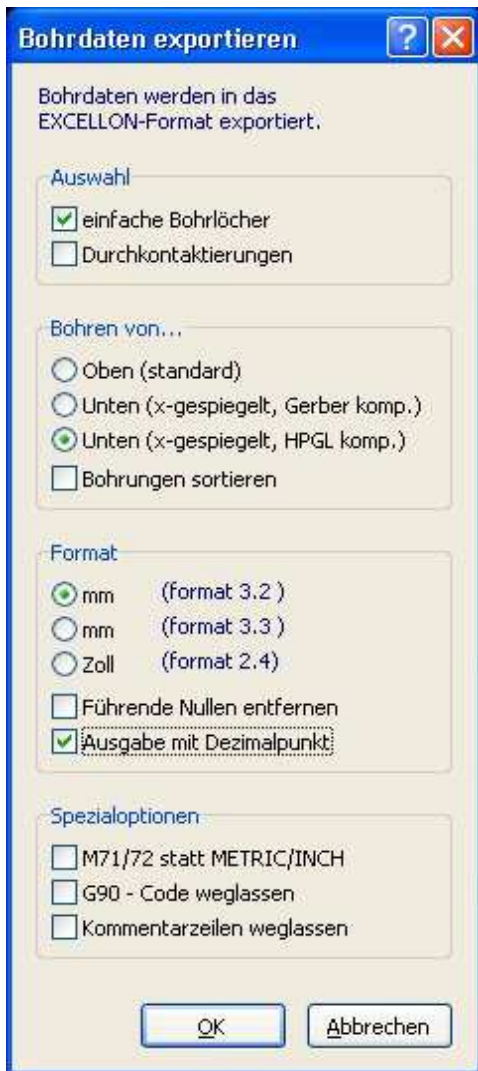 Bohrdaten exportieren
Bohrdaten werden in das
EXCELLON-Format exportiert.
Auswahl
einfache Bohrlöcher
Durchkontaktierungen
Bohren von...
Oben (standard)
Unten (x-gespiegelt, Gerber komp.)
Unten (x-gespiegelt, HPGL komp.)
Bohrungen sortieren
Format
mm (format 3.2 )
mm (format 3.3 )
Zoll (format 2.4)
Führende Nullen entfernen
Ausgabe mit Dezimalpunkt
Spezialoptionen
M71/72 statt METRIC/INCH
G90 - Code weglassen
Kommentarzeilen weglassen
OK Abbrechen